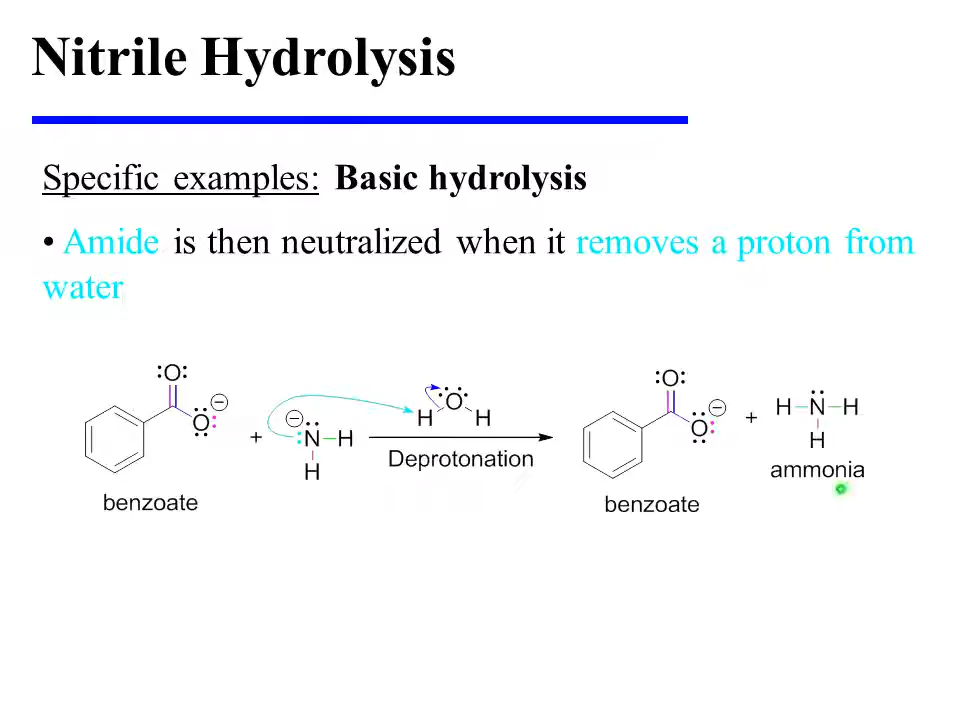 Nitrile Hydrolysis
Specific examples: Basic hydrolysis
• Amide is then neutralized when it removes a proton from
water
O
O
+
N H
H
H O H
Deprotonation
O
O
+
H N H
H
benzoate
benzoate
ammonia